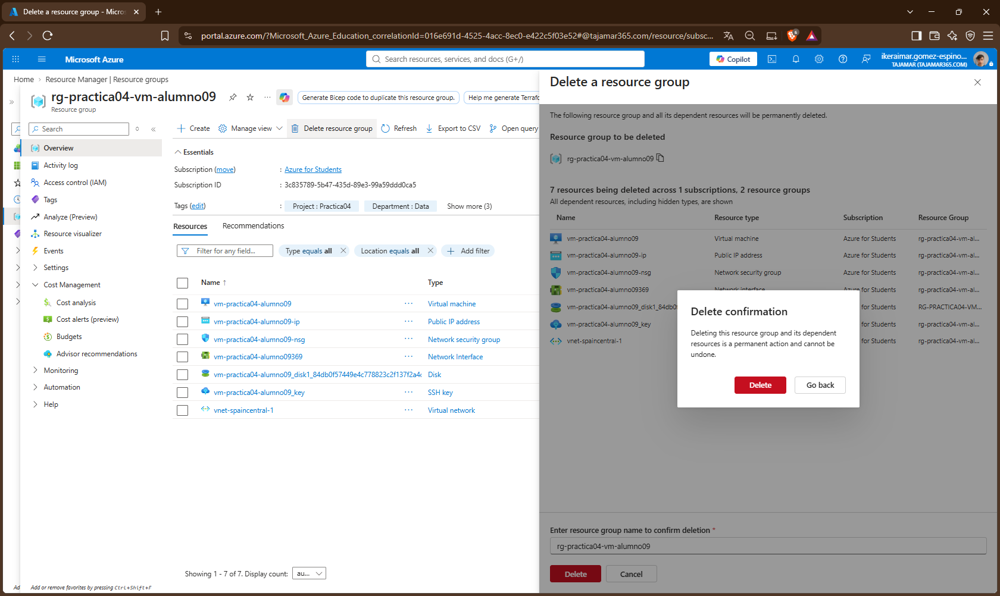 Delete a resource group - Micros
portal.azure.com/?Microsoft_Azure_Education_correlationId=016e691d-4525-4acc-8ec0-e422c5f03e52#@tajamar365.com/resource/subsc...
6
Microsoft Azure
Search resources, services, and docs (G+/)
Copilot
ikeraimar.gomez-espino...
TAJAMAR (TAJAMAR365.COM)
Home > Resource Manager | Resource groups
rg-practica04-vm-alumno09
Resource group
Generate Bicep code to duplicate this resource group.
Help me generate Terrafo
Search
Create
Manage view
Delete resource group
Refresh
Export to CSV
Open query
Overview
Activity log
Access control (IAM)
Tags
Analyze (Preview)
Resource visualizer
Events
Settings
Cost Management
Cost analysis
Cost alerts (preview)
Budgets
Advisor recommendations
Monitoring
Automation
Help
Essentials
Subscription (move) : Azure for Students
Subscription ID : 3c835789-5b47-435d-89e3-99a59ddd0ca5
Tags (edit) : Project : Practica04 Department : Data Show more (3)
Resources Recommendations
Filter for any field...
Type equals all
Location equals all
Add filter
Name ↑ Type
vm-practica04-alumno09 ... Virtual machine
vm-practica04-alumno09-ip ... Public IP address
vm-practica04-alumno09-nsg ... Network security group
vm-practica04-alumno09369 ... Network Interface
vm-practica04-alumno09_disk1_84db0f57449e4c778823c2f137f2a4c Disk
vm-practica04-alumno09_key ... SSH key
vnet-spaincentral-1 ... Virtual network
Showing 1 - 7 of 7. Display count: au...
Ad
Add or remove favorites by pressing Ctrl+Shift+F
Delete a resource group
The following resource group and all its dependent resources will be permanently deleted.
Resource group to be deleted
rg-practica04-vm-alumno09
7 resources being deleted across 1 subscriptions, 2 resource groups
All dependent resources, including hidden types, are shown
Name Resource type Subscription Resource Group
vm-practica04-alumno09 Virtual machine Azure for Students rg-practica04-vm-al...
vm-practica04-alumno09-ip Public IP address Azure for Students rg-practica04-vm-al...
vm-practica04-alumno09-nsg Network security group Azure for Students rg-practica04-vm-al...
vm-practica04-alumno09369 Network interface for Students rg-practica04-vm-al...
vm-practica04-alumno09_disk1_84db0f for Students RG-PRACTICA04-VM...
vm-practica04-alumno09_key for Students rg-practica04-vm-al...
vnet-spaincentral-1 for Students rg-practica04-vm-al...
Delete confirmation
Deleting this resource group and its dependent
resources is a permanent action and cannot be
undone.
Delete
Go back
Enter resource group name to confirm deletion *
rg-practica04-vm-alumno09
Delete
Cancel